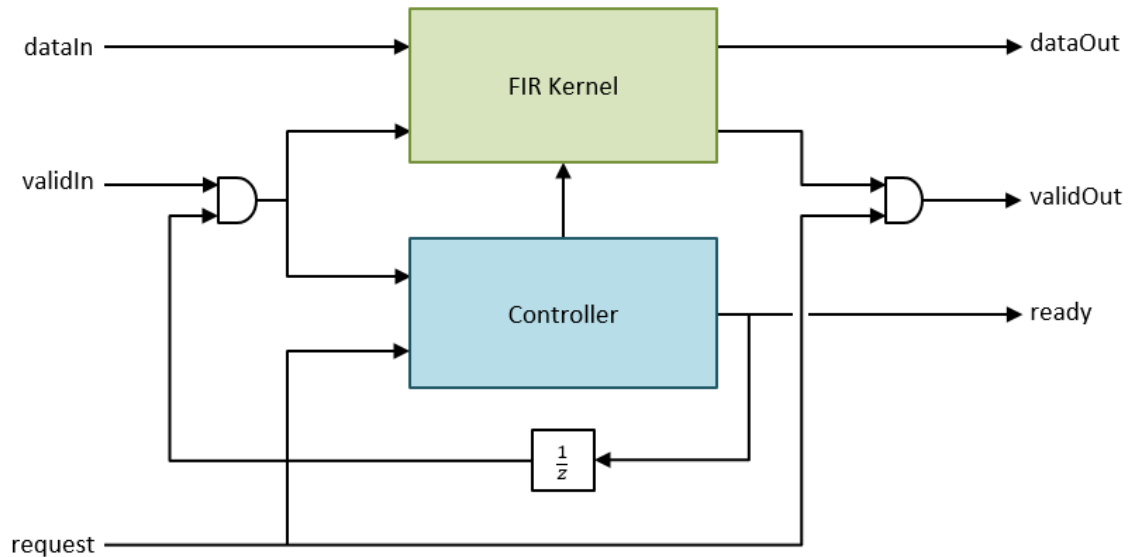 dataIn
dataOut
FIR Kernel
validIn
validOut
Controller
ready
1
z
request